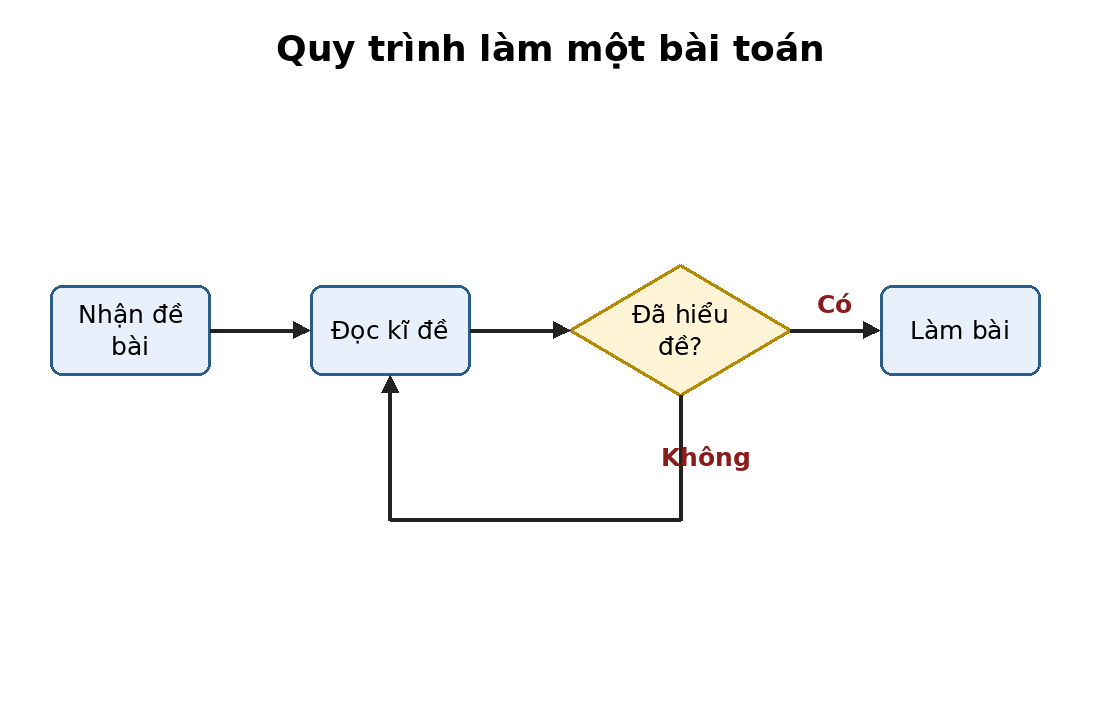 Quy trình làm một bài toán
Nhận đề
bài
Đọc kĩ đề
Đã hiểu
đề?
Có
Làm bài
Không